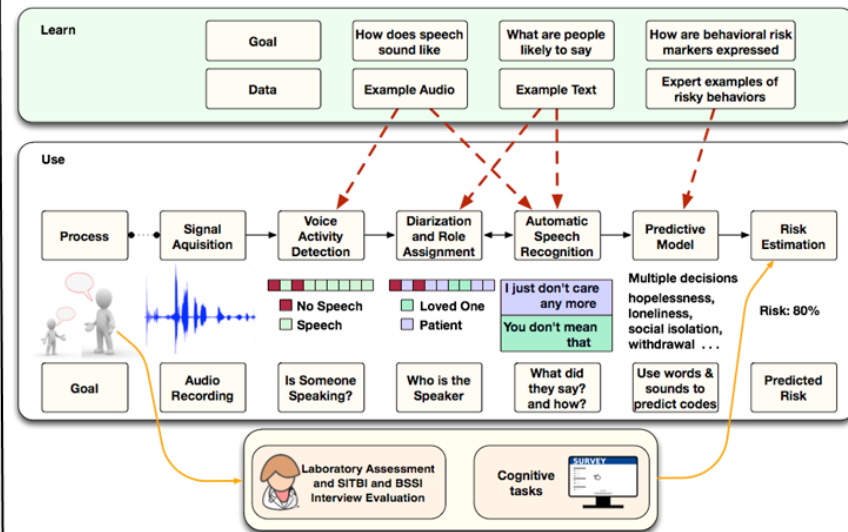 Learn
Goal
How does speech
sound like
What are people
likely to say
How are behavioral risk
markers expressed
Data
Example Audio
Example Text
Expert examples of
risky behaviors
Use
Process
Signal
Aquisition
Voice
Activity
Detection
Diarization
and Role
Assignment
Automatic
Speech
Recognition
Predictive
Model
Risk
Estimation
No Speech
Speech
Loved One
Patient
I just don't care
any more
You don't mean
that
Multiple decisions
hopelessness,
loneliness,
social isolation,
withdrawal . . .
Risk: 80%
Goal
Audio
Recording
Is Someone
Speaking?
Who is the
Speaker
What did
they say?
and how?
Use words &
sounds to
predict codes
Predicted
Risk
Laboratory Assessment
and SITBI and BSSI
Interview Evaluation
Cognitive
tasks
SURVEY